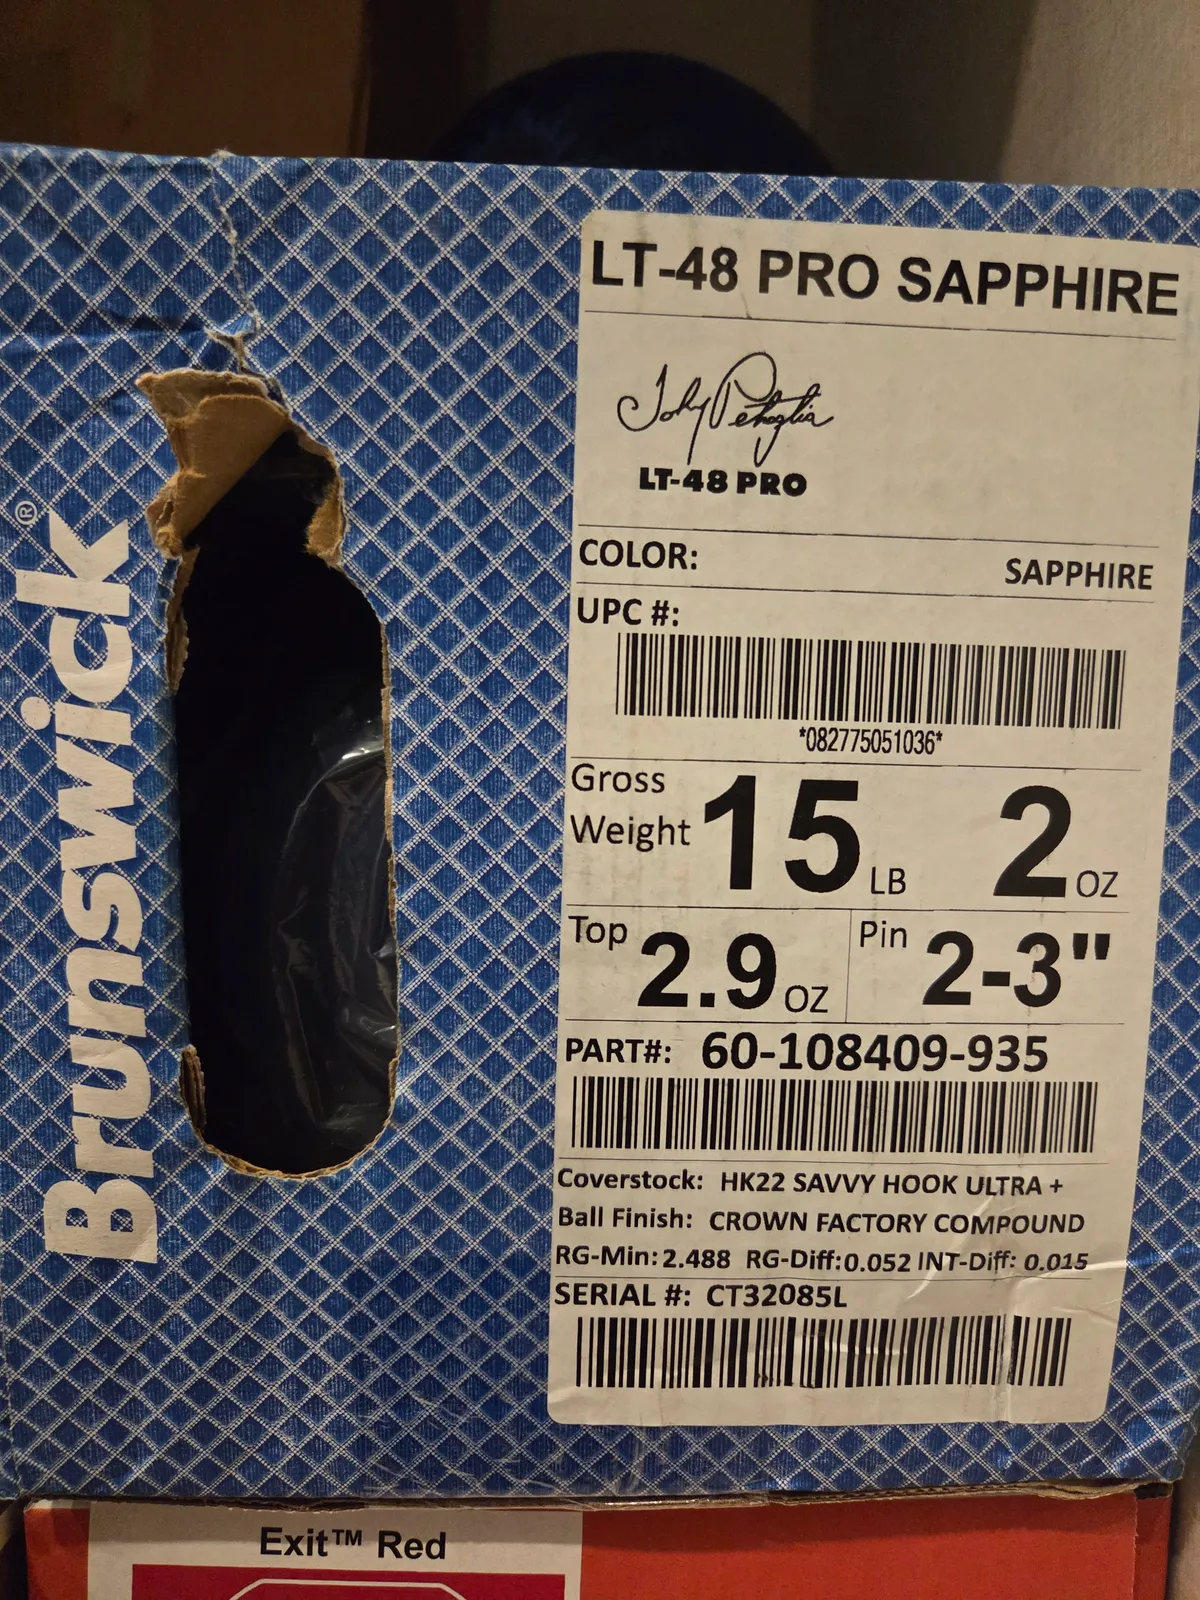 LT-48 PRO SAPPHIRE
LT-48 PRO
COLOR: SAPPHIRE
UPC #:
*082775051036*
Gross Weight 15 LB 2 OZ
Top 2.9 OZ Pin 2-3"
PART#: 60-108409-935
Coverstock: HK22 SAVVY HOOK ULTRA +
Ball Finish: CROWN FACTORY COMPOUND
RG-Min: 2.488 RG-Diff: 0.052 INT-Diff: 0.015
SERIAL #: CT32085L
Brunswick®
Exit™ Red